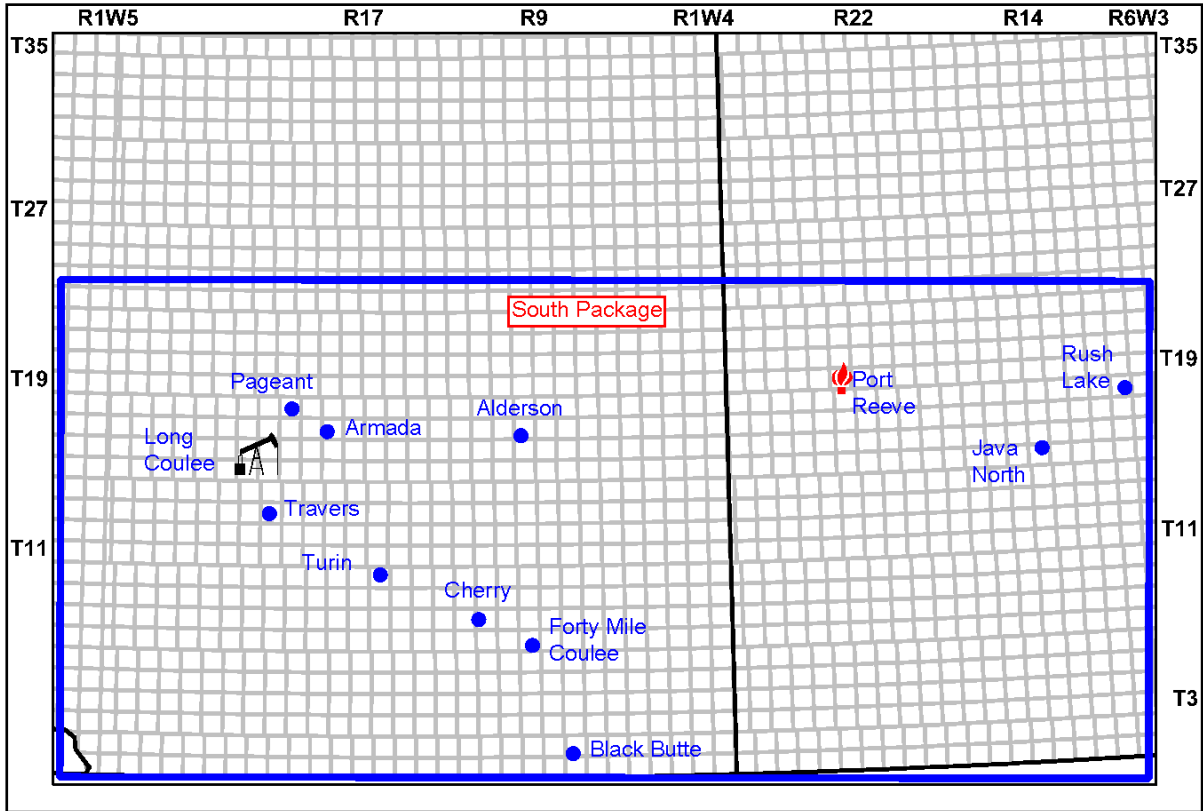 R1W5 R17 R9 R1W4 R22 R14 R6W3
T35 T35
T27 T27
South Package
T19 T19
Rush
Lake
Port
Reeve
Pageant
Armada
Alderson
Long
Coulee
Java
North
Travers
T11 T11
Turin
Cherry
Forty Mile
Coulee
T3
Black Butte